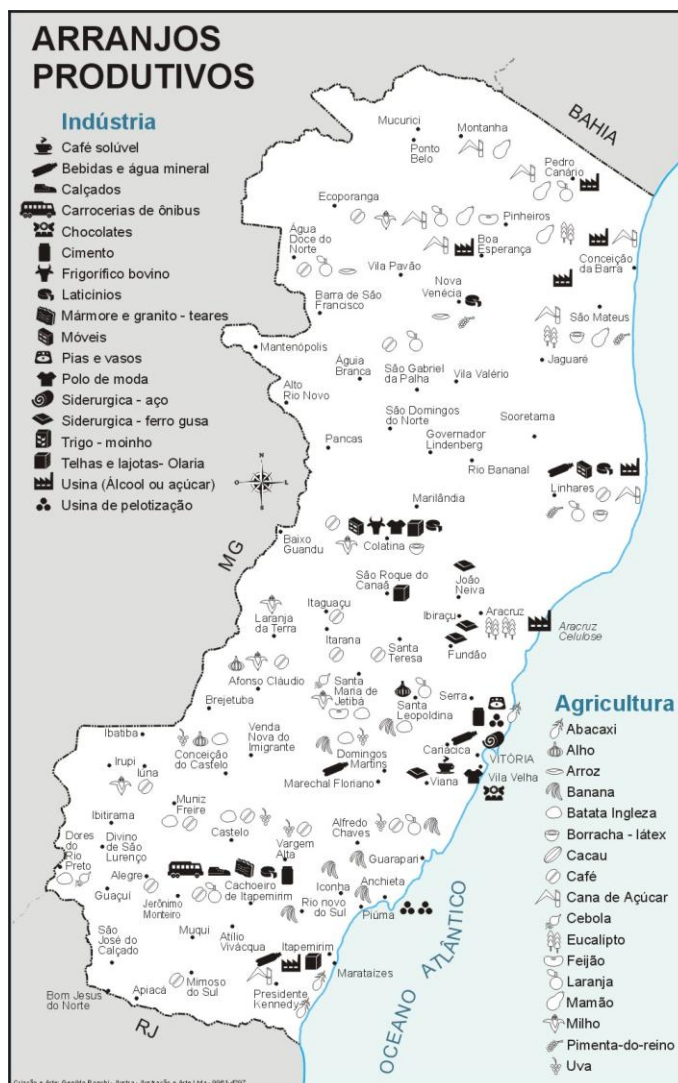 ARRANJOS
PRODUTIVOS
Indústria
Café solúvel
Bebidas e água mineral
Calçados
Carrocerias de ônibus
Chocolates
Cimento
Frigorífico bovino
Laticínios
Mármore e granito - teares
Móveis
Pias e vasos
Polo de moda
Siderurgica - aço
Siderurgica - ferro gusa
Trigo - moinho
Telhas e lajotas- Olaria
Usina (Álcool ou açúcar)
Usina de pelotização
N
O
L
S
BAHIA
Mucurici
Montanha
Ponto
Belo
Pedro
Canário
Ecoporanga
Pinheiros
Água
Doce do
Norte
Boa
Esperança
Conceição
da Barra
Vila Pavão
Nova
Venécia
Barra de São
Francisco
São Mateus
Mantenópolis
Jaguaré
Águia
Branca
São Gabriel
da Palha
Vila Valério
Alto
Rio Novo
São Domingos
do Norte
Sooretama
Pancas
Governador
Lindenberg
Rio Bananal
Linhares
Marilândia
MG
Baixo
Guandu
Colatina
São Roque do
Canaã
João
Neiva
Itaguaçu
Ibiraçu
Aracruz
Aracruz
Celulose
Laranja
da Terra
Itarana
Santa
Teresa
Fundão
Afonso Cláudio
Santa
Maria de
Jetibá
Santa
Leopoldina
Serra
Brejetuba
Ibatiba
Venda
Nova do
Imigrante
Conceição
do Castelo
Domingos
Martins
Cariacica
VITÓRIA
Irupi
Iúna
Marechal Floriano
Viana
Vila Velha
Ibitirama
Muniz
Freire
Castelo
Vargem
Alta
Alfredo
Chaves
Dores
do Rio
Preto
Divino
de São
Lourenço
Guarapari
Alegre
Cachoeiro
de Itapemirim
Iconha
Anchieta
Guaçuí
Jerônimo
Monteiro
Rio novo
do Sul
Piúma
São
José do
Calçado
Muqui
Atílio
Vivácqua
Itapemirim
Marataízes
Bom Jesus
do Norte
Apiacá
Mimoso
do Sul
Presidente
Kennedy
RJ
OCEANO ATLÂNTICO
Agricultura
Abacaxi
Alho
Arroz
Banana
Batata Ingleza
Borracha - látex
Cacau
Café
Cana de Açúcar
Cebola
Eucalipto
Feijão
Laranja
Mamão
Milho
Pimenta-do-reino
Uva